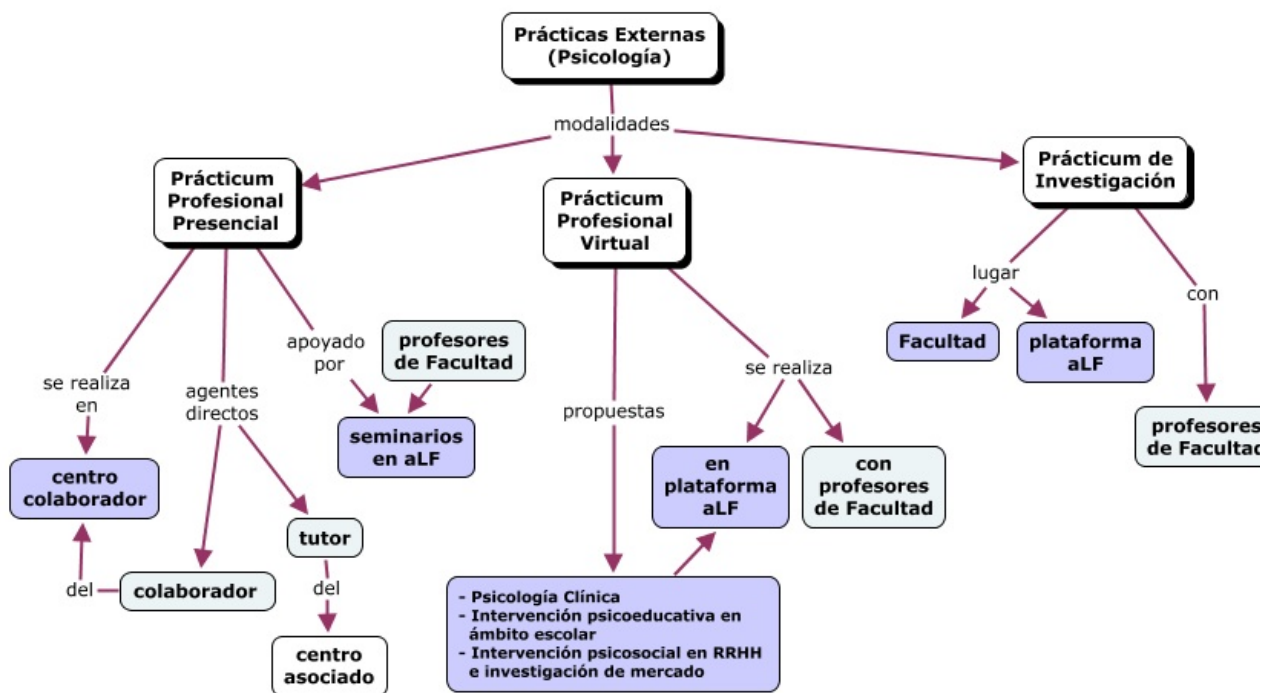 Prácticas Externas
(Psicología)
modalidades
Prácticum
Profesional
Presencial
Prácticum
Profesional
Virtual
Prácticum de
Investigación
se realiza
en
agentes
directos
apoyado
por
profesores
de Facultad
seminarios
en aLF
centro
colaborador
del
colaborador
tutor
del
centro
asociado
propuestas
se realiza
en
plataforma
aLF
con
profesores
de Facultad
- Psicología Clínica
- Intervención psicoeducativa en
ámbito escolar
- Intervención psicosocial en RRHH
e investigación de mercado
lugar
Facultad
plataforma
aLF
con
profesores
de Facultad